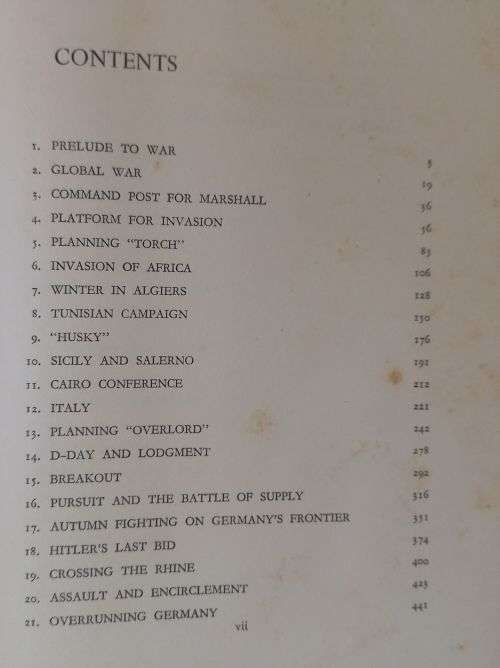 CONTENTS
1. PRELUDE TO WAR 5
2. GLOBAL WAR 19
3. COMMAND POST FOR MARSHALL 36
4. PLATFORM FOR INVASION 56
5. PLANNING “TORCH” 83
6. INVASION OF AFRICA 106
7. WINTER IN ALGIERS 128
8. TUNISIAN CAMPAIGN 150
9. “HUSKY” 176
10. SICILY AND SALERNO 191
11. CAIRO CONFERENCE 212
12. ITALY 221
13. PLANNING “OVERLORD” 242
14. D–DAY AND LODGMENT 278
15. BREAKOUT 292
16. PURSUIT AND THE BATTLE OF SUPPLY 316
17. AUTUMN FIGHTING ON GERMANY’S FRONTIER 351
18. HITLER’S LAST BID 374
19. CROSSING THE RHINE 400
20. ASSAULT AND ENCIRCLEMENT 423
21. OVERRUNNING GERMANY 441
vii